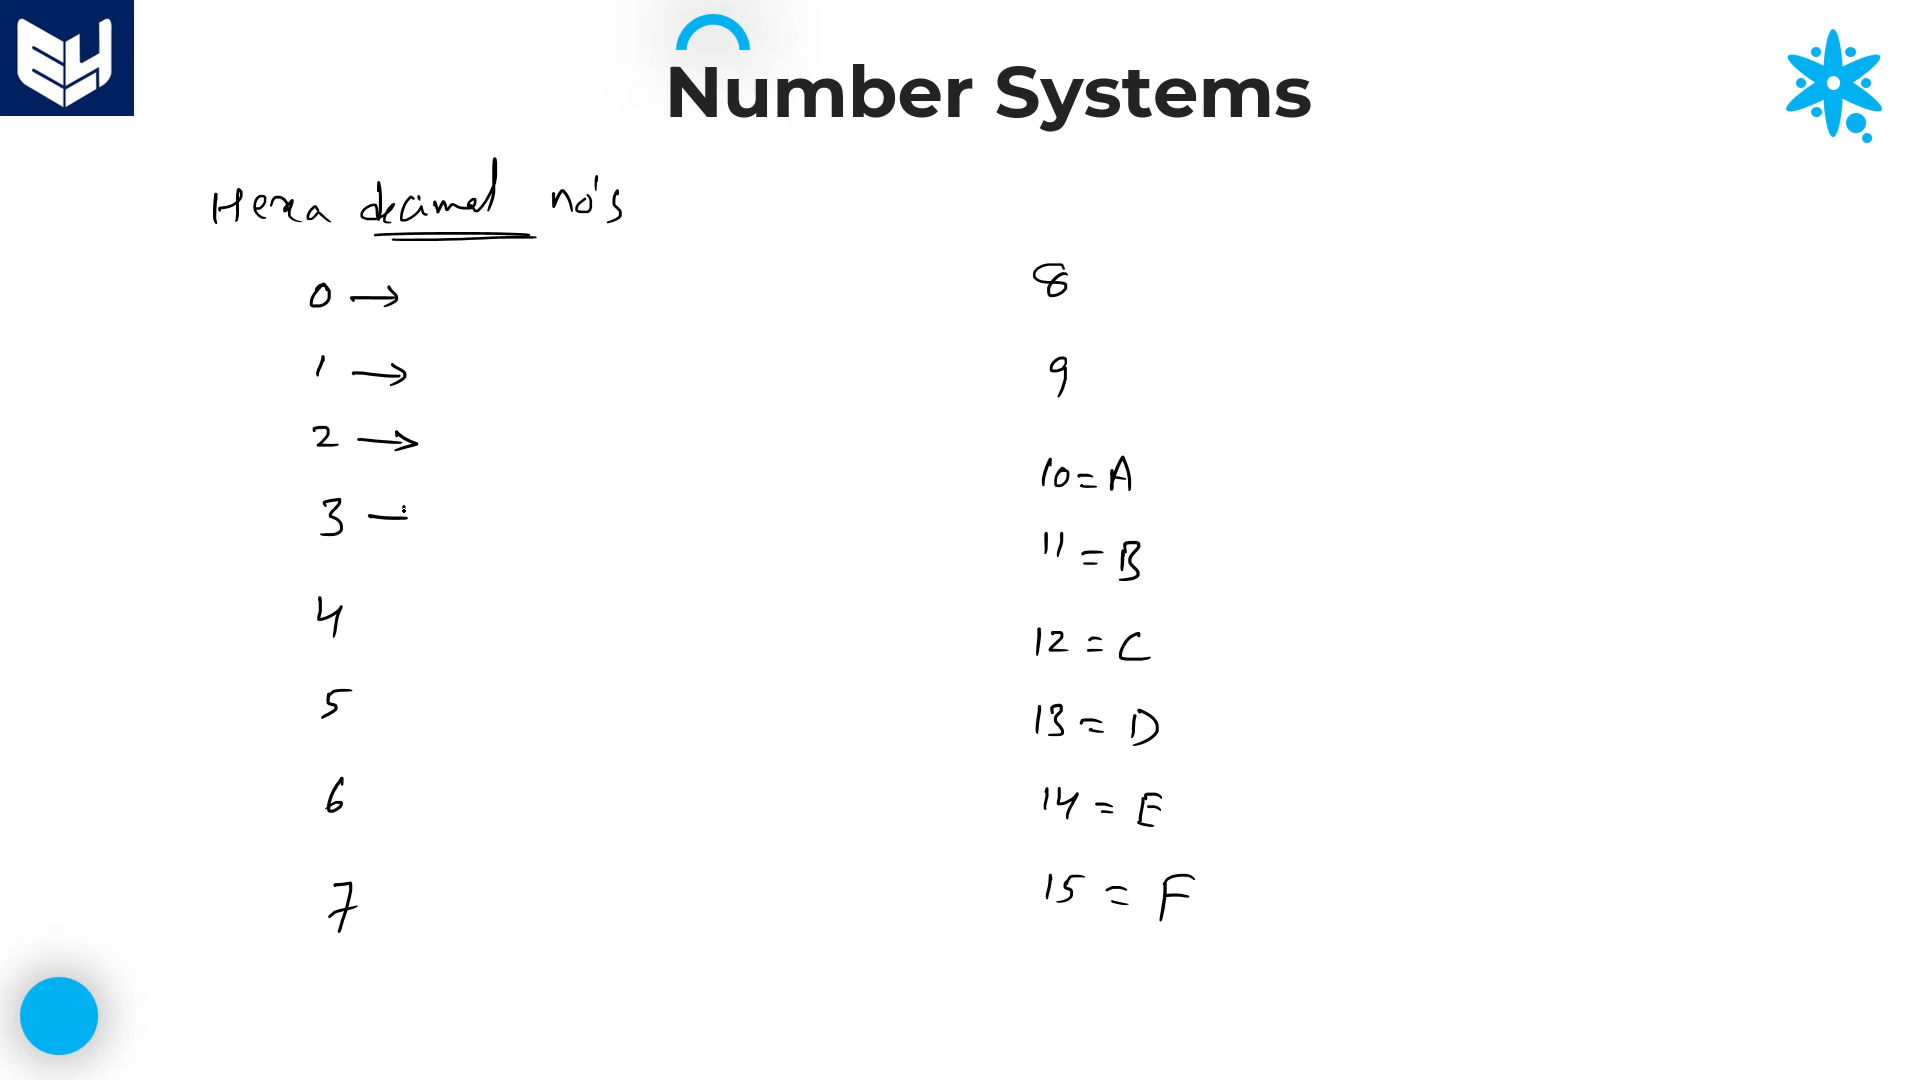 Number Systems
Hexa decimal no's
0 →
1 →
2 →
3 —
4
5
6
7
8
9
10 = A
11 = B
12 = C
13 = D
14 = E
15 = F